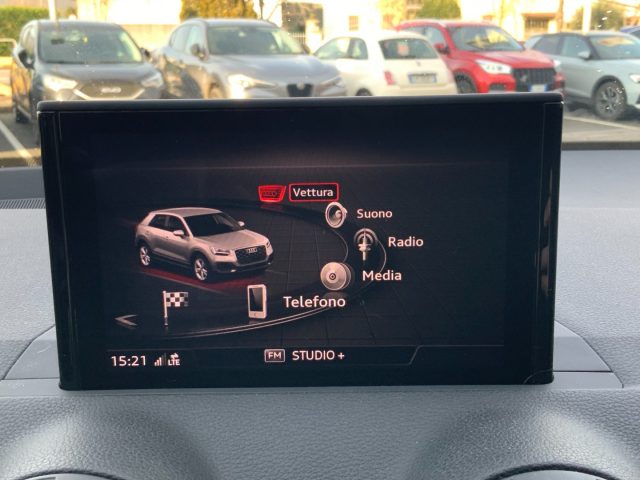 Vettura
Suono
Radio
Media
Telefono
15:21 LTE FM STUDIO +